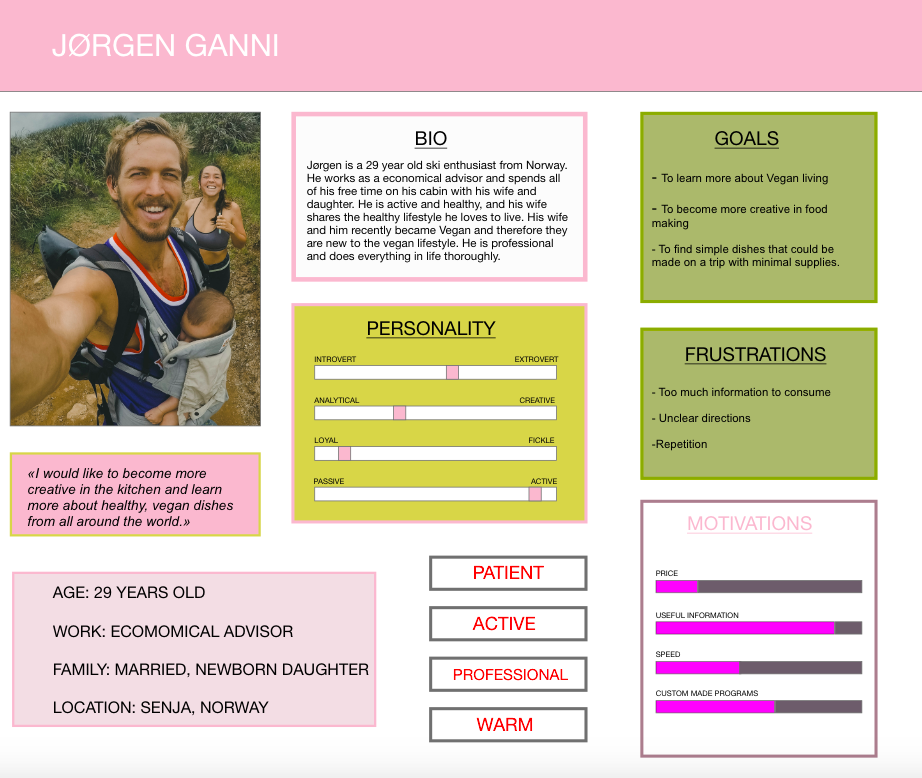 JØRGEN GANNI
BIO
Jørgen is a 29 year old ski enthusiast from Norway.
He works as a economical advisor and spends all
of his free time on his cabin with his wife and
daughter. He is active and healthy, and his wife
shares the healthy lifestyle he loves to live. His wife
and him recently became Vegan and therefore they
are new to the vegan lifestyle. He is professional
and does everything in life thoroughly.
GOALS
- To learn more about Vegan living
- To become more creative in food
making
- To find simple dishes that could be
made on a trip with minimal supplies.
PERSONALITY
INTROVERT EXTROVERT
ANALYTICAL CREATIVE
LOYAL FICKLE
PASSIVE ACTIVE
FRUSTRATIONS
- Too much information to consume
- Unclear directions
-Repetition
«I would like to become more
creative in the kitchen and learn
more about healthy, vegan dishes
from all around the world.»
AGE: 29 YEARS OLD
WORK: ECOMOMICAL ADVISOR
FAMILY: MARRIED, NEWBORN DAUGHTER
LOCATION: SENJA, NORWAY
PATIENT
ACTIVE
PROFESSIONAL
WARM
MOTIVATIONS
PRICE
USEFUL INFORMATION
SPEED
CUSTOM MADE PROGRAMS